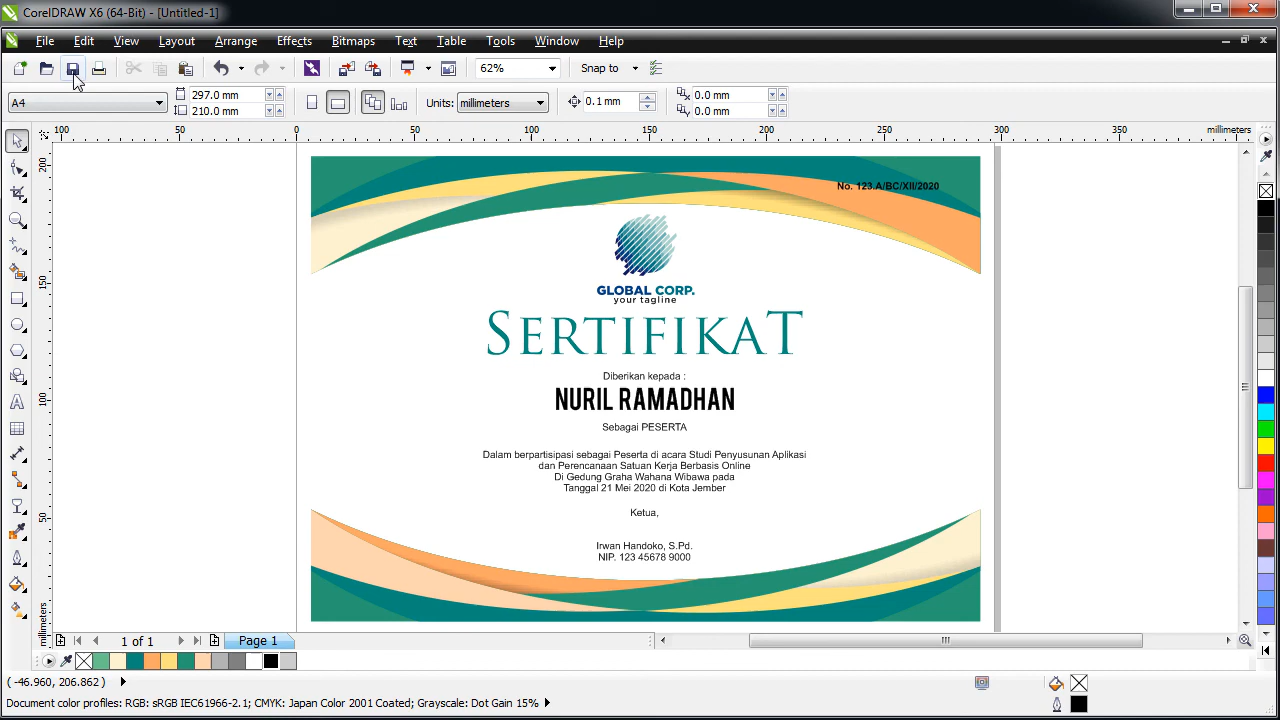 CorelDRAW X6 (64-Bit) - [Untitled-1]
File Edit View Layout Arrange Effects Bitmaps Text Table Tools Window Help
62% Snap to
A4 297.0 mm 210.0 mm Units: millimeters 0.1 mm 0.0 mm 0.0 mm
100 50 0 50 100 150 200 250 300 350 millimeters
200
150
100
50
millimeters
No. 123.A/BC/XII/2020
GLOBAL CORP.
your tagline
SERTIFIKAT
Diberikan kepada :
NURIL RAMADHAN
Sebagai PESERTA
Dalam berpartisipasi sebagai Peserta di acara Studi Penyusunan Aplikasi
dan Perencanaan Satuan Kerja Berbasis Online
Di Gedung Graha Wahana Wibawa pada
Tanggal 21 Mei 2020 di Kota Jember
Ketua,
Irwan Handoko, S.Pd.
NIP. 123 45678 9000
1 of 1 Page 1
( -46.960, 206.862 )
Document color profiles: RGB: sRGB IEC61966-2.1; CMYK: Japan Color 2001 Coated; Grayscale: Dot Gain 15%